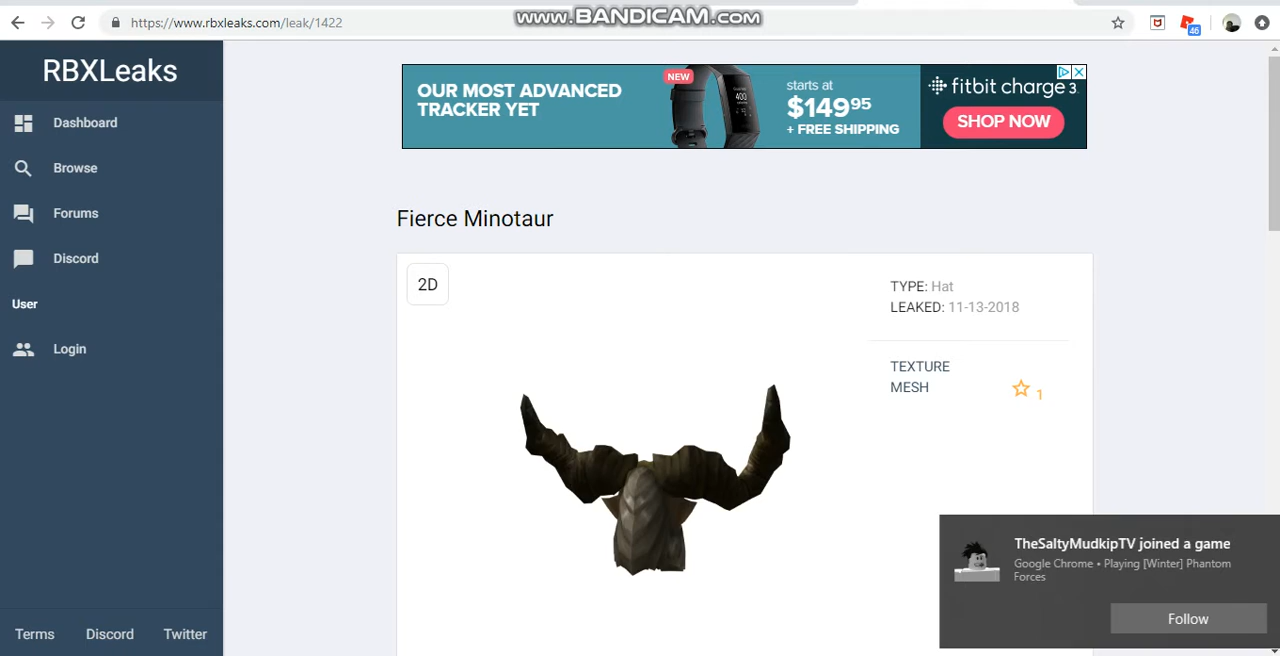 www.BANDICAM.com
https://www.rbxleaks.com/leak/1422
46
RBXLeaks
Dashboard
Browse
Forums
Discord
User
Login
Terms
Discord
Twitter
OUR MOST ADVANCED
TRACKER YET
NEW
400
starts at
$149.95
+ FREE SHIPPING
fitbit charge 3
SHOP NOW
Fierce Minotaur
2D
TYPE: Hat
LEAKED: 11-13-2018
TEXTURE
MESH
1
TheSaltyMudkipTV joined a game
Google Chrome • Playing [Winter] Phantom
Forces
Follow